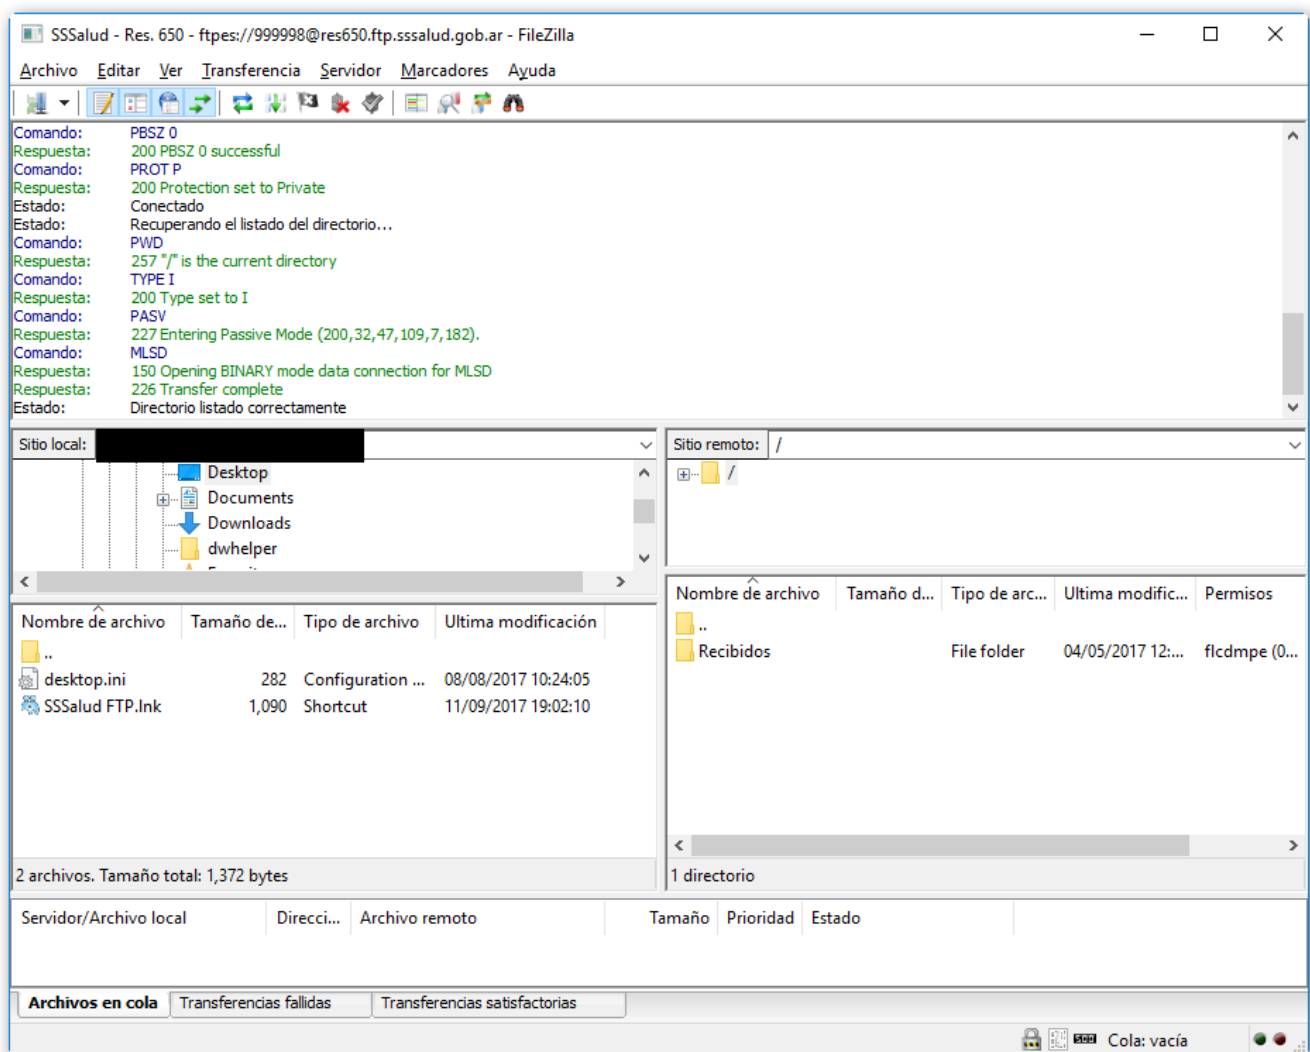 SSSalud - Res. 650 - ftpes://999998@res650.ftp.sssalud.gob.ar - FileZilla
Archivo Editar Ver Transferencia Servidor Marcadores Ayuda
Comando: PBSZ 0
Respuesta: 200 PBSZ 0 successful
Comando: PROT P
Respuesta: 200 Protection set to Private
Estado: Conectado
Estado: Recuperando el listado del directorio...
Comando: PWD
Respuesta: 257 "/" is the current directory
Comando: TYPE I
Respuesta: 200 Type set to I
Comando: PASV
Respuesta: 227 Entering Passive Mode (200,32,47,109,7,182).
Comando: MLSD
Respuesta: 150 Opening BINARY mode data connection for MLSD
Respuesta: 226 Transfer complete
Estado: Directorio listado correctamente
Sitio local:
Desktop
Documents
Downloads
dwhelper
Nombre de archivo Tamaño de... Tipo de archivo Ultima modificación
..
desktop.ini 282 Configuration ... 08/08/2017 10:24:05
SSSalud FTP.lnk 1,090 Shortcut 11/09/2017 19:02:10
2 archivos. Tamaño total: 1,372 bytes
Sitio remoto: /
/
Nombre de archivo Tamaño d... Tipo de arc... Ultima modific... Permisos
..
Recibidos File folder 04/05/2017 12:... flcdmpe (0...
1 directorio
Servidor/Archivo local Direcci... Archivo remoto Tamaño Prioridad Estado
Archivos en cola Transferencias fallidas Transferencias satisfactorias
Cola: vacía